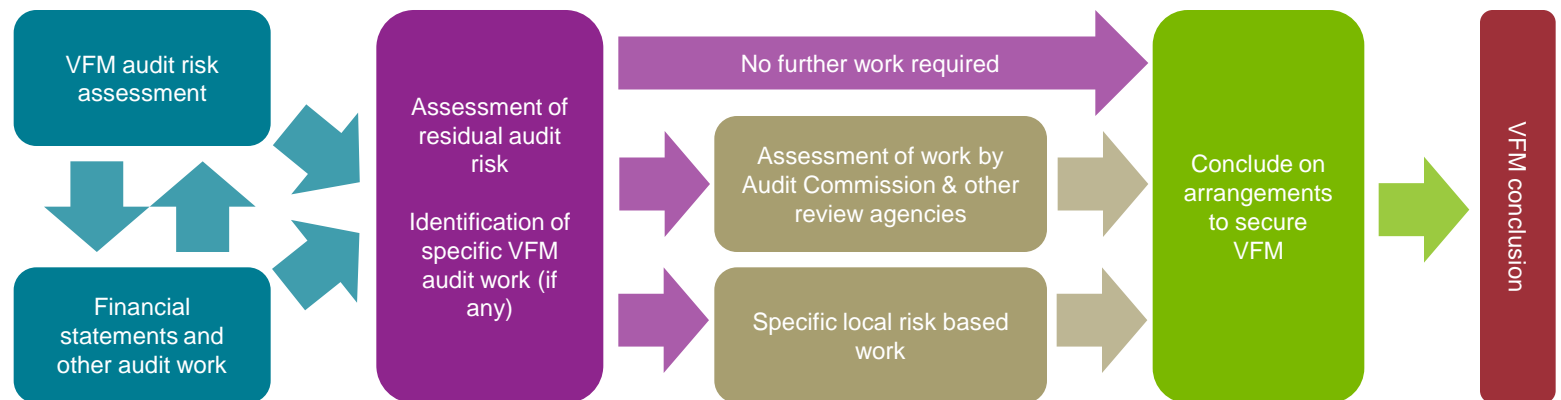 VFM audit risk
assessment
Financial
statements and
other audit work
Assessment of
residual audit
risk
Identification of
specific VFM
audit work (if
any)
No further work required
Assessment of work by
Audit Commission & other
review agencies
Specific local risk based
work
Conclude on
arrangements
to secure
VFM
VFM conclusion